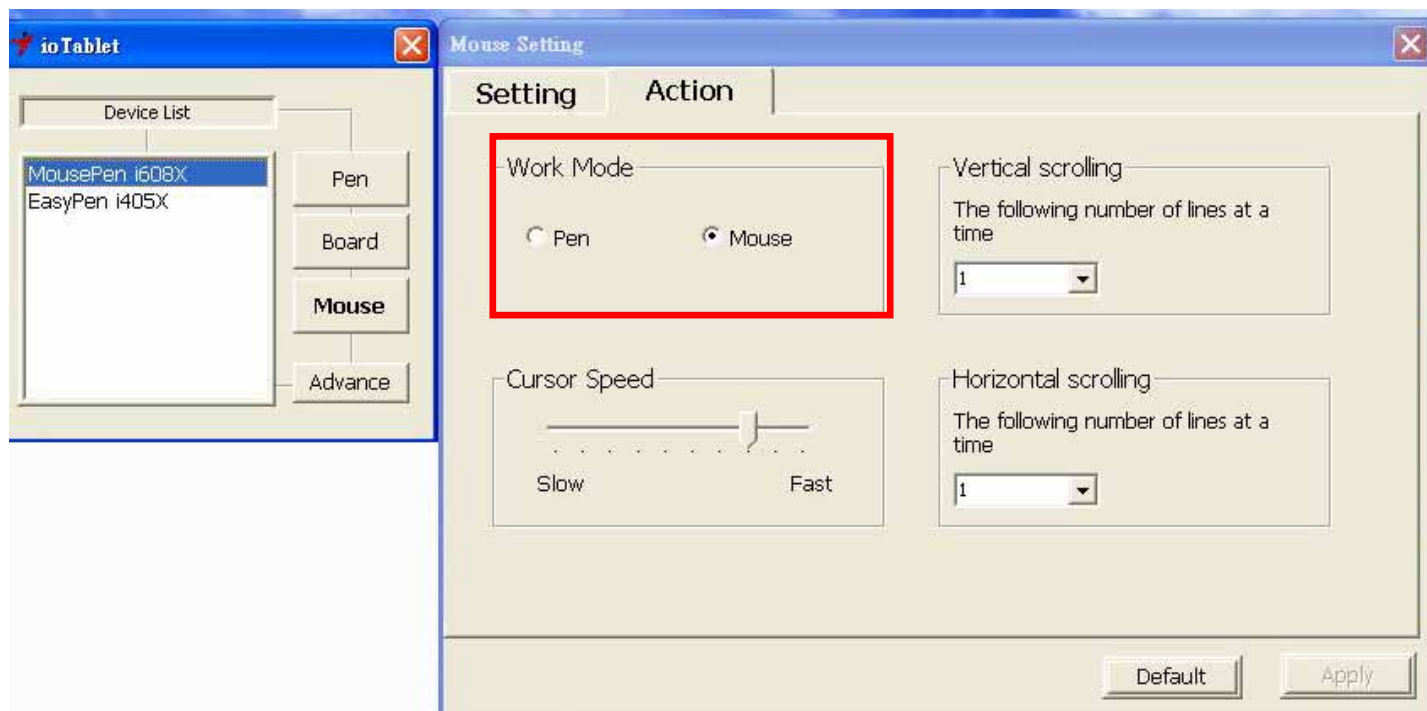 ioTablet
Device List
MousePen i608X
EasyPen i405X
Pen
Board
Mouse
Advance
Mouse Setting
Setting
Action
Work Mode
Pen
Mouse
Cursor Speed
Slow
Fast
Vertical scrolling
The following number of lines at a
time
1
Horizontal scrolling
The following number of lines at a
time
1
Default
Apply